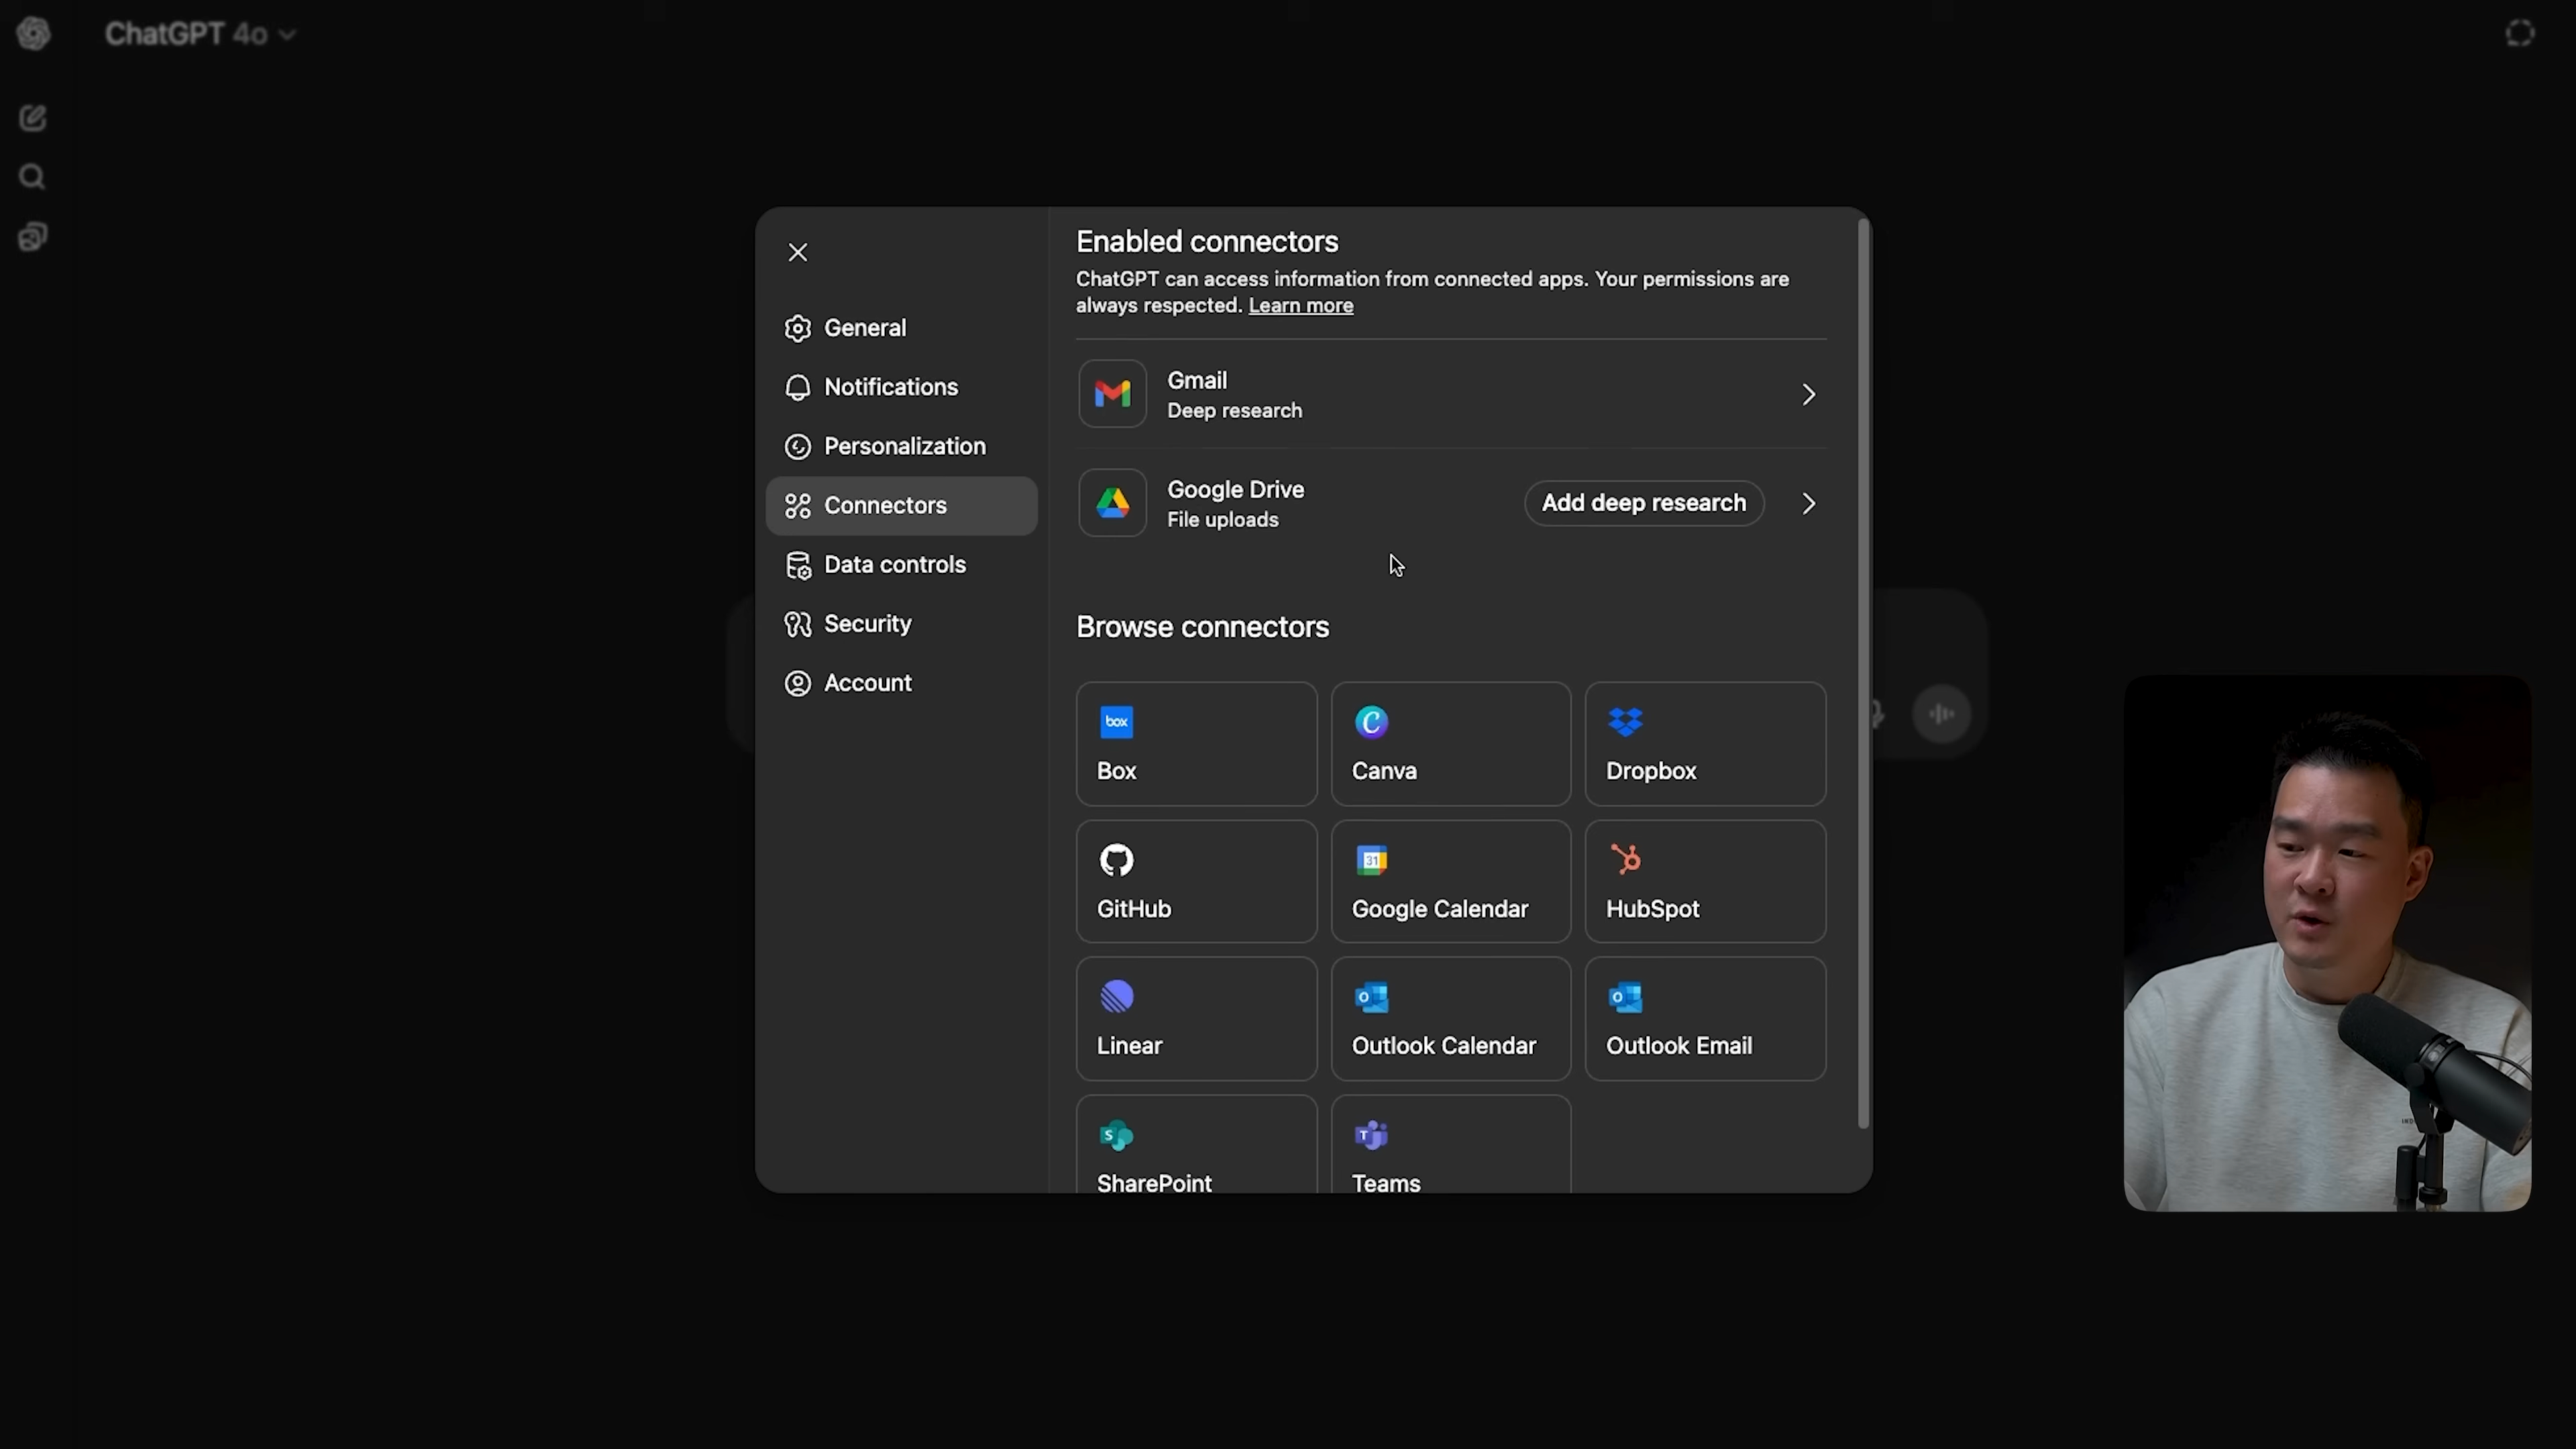 ChatGPT 4o
Enabled connectors
ChatGPT can access information from connected apps. Your permissions are
always respected. Learn more
General
Notifications
Personalization
Connectors
Data controls
Security
Account
Gmail
Deep research
Google Drive
File uploads
Add deep research
Browse connectors
box
Box
C
Canva
Dropbox
GitHub
31
Google Calendar
HubSpot
Linear
O
Outlook Calendar
O
Outlook Email
S
SharePoint
T
Teams